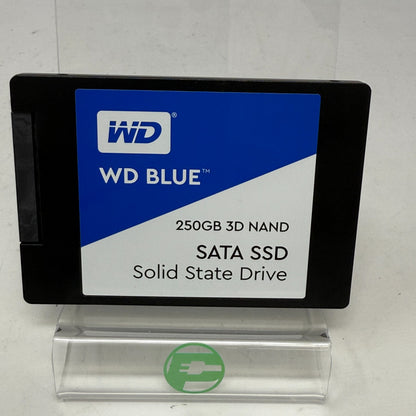 WD®
WD BLUE™
250GB 3D NAND
SATA SSD
Solid State Drive